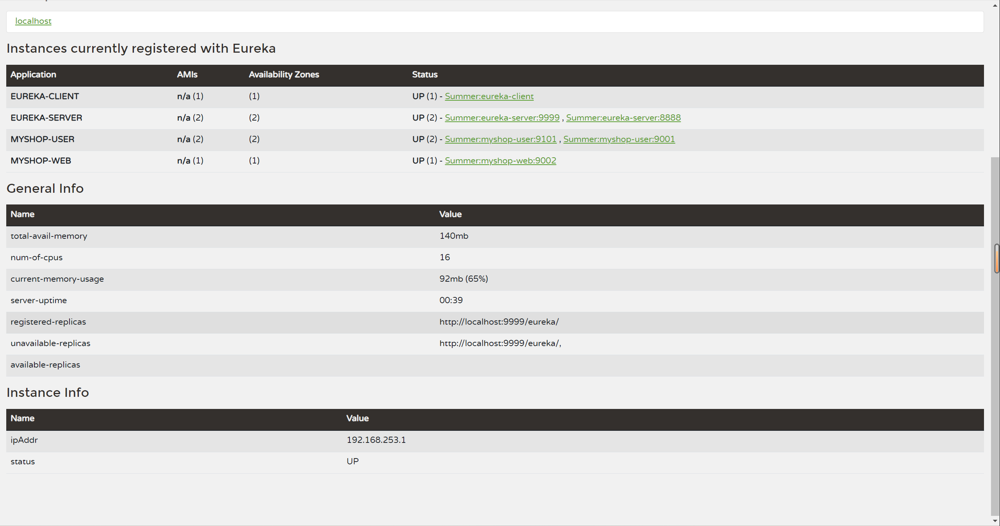 localhost
Instances currently registered with Eureka
Application AMIs Availability Zones Status
EUREKA-CLIENT n/a (1) (1) UP (1) - Summer:eureka-client
EUREKA-SERVER n/a (2) (2) UP (2) - Summer:eureka-server:9999 , Summer:eureka-server:8888
MYSHOP-USER n/a (2) (2) UP (2) - Summer:myshop-user:9101 , Summer:myshop-user:9001
MYSHOP-WEB n/a (1) (1) UP (1) - Summer:myshop-web:9002
General Info
Name Value
total-avail-memory 140mb
num-of-cpus 16
current-memory-usage 92mb (65%)
server-uptime 00:39
registered-replicas http://localhost:9999/eureka/
unavailable-replicas http://localhost:9999/eureka/,
available-replicas
Instance Info
Name Value
ipAddr 192.168.253.1
status UP